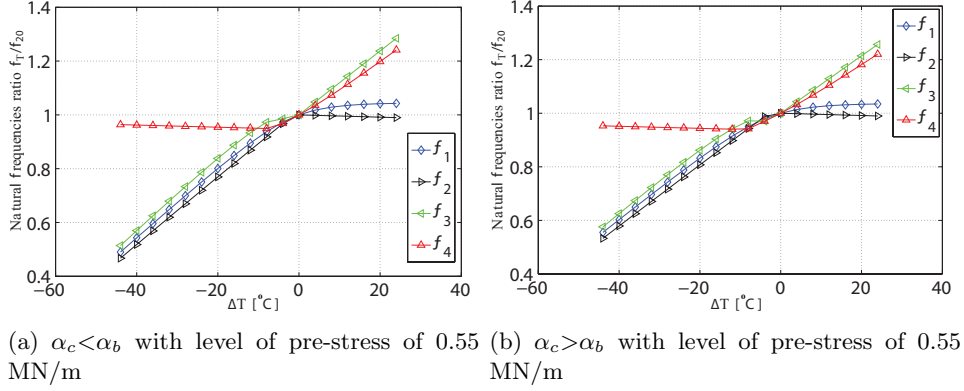 1.4
1.2
1
0.8
0.6
0.4
−60 −40 −20 0 20 40
ΔT [°C]
Natural frequencies ratio f_T/f_20
f_1
f_2
f_3
f_4
1.4
1.2
1
0.8
0.6
0.4
−60 −40 −20 0 20 40
ΔT [°C]
Natural frequencies ratio f_T/f_20
f_1
f_2
f_3
f_4
(a) α_c<α_b with level of pre-stress of 0.55 MN/m
(b) α_c>α_b with level of pre-stress of 0.55 MN/m